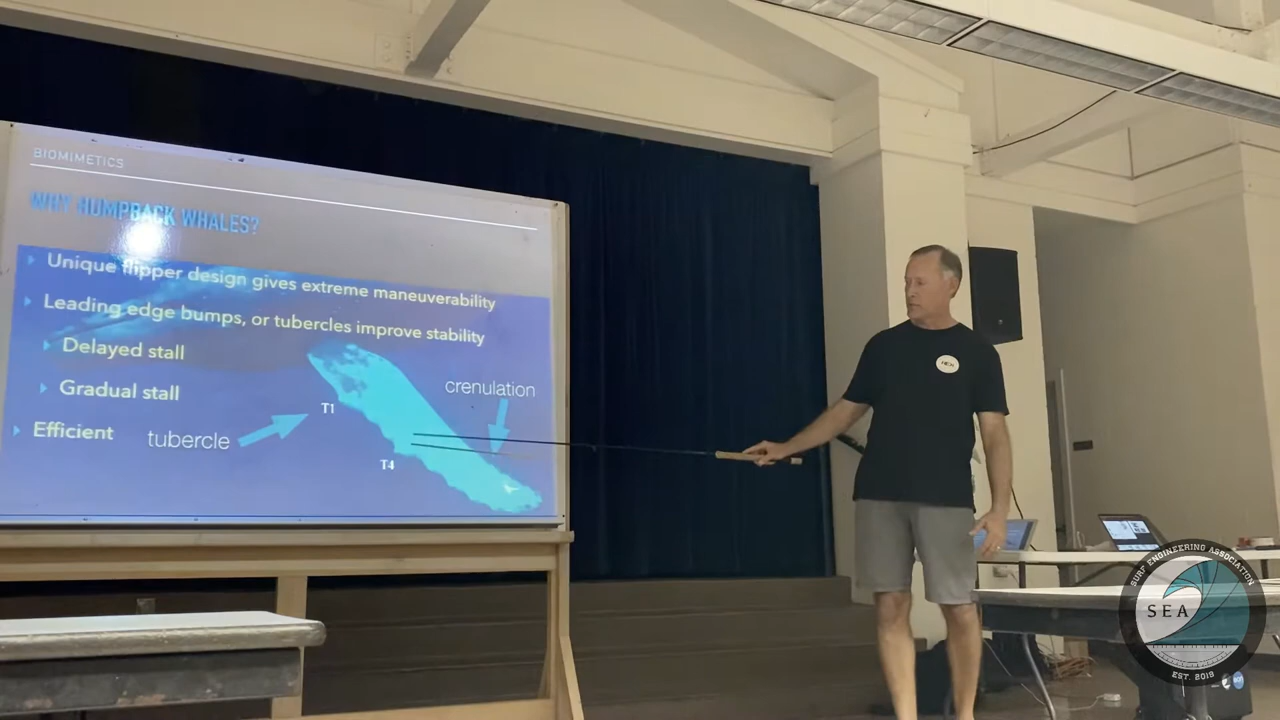 BIOMIMETICS
WHY HUMPBACK WHALES?
Unique flipper design gives extreme maneuverability
Leading edge bumps, or tubercles improve stability
Delayed stall
Gradual stall
Efficient
tubercle
T1
T4
crenulation
SURF ENGINEERING ASSOCIATION
SEA
EST. 2019